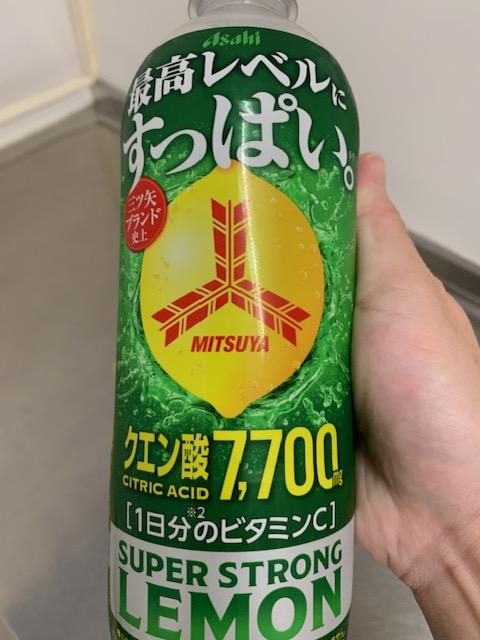 Asahi
最高レベルに
すっぱい。
三ツ矢
ブランド
史上
MITSUYA
クエン酸 7,700mg
CITRIC ACID
※2
[1日分のビタミンC]
SUPER STRONG
LEMON